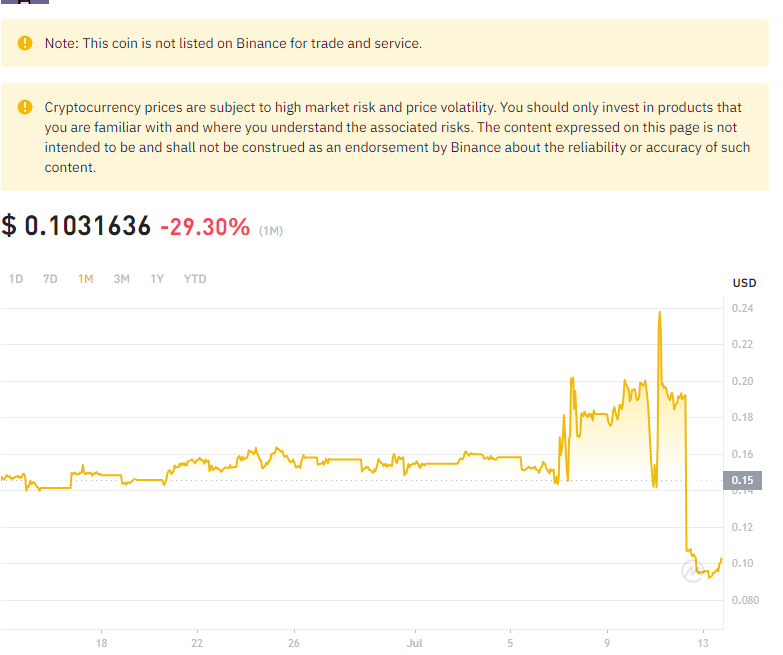 Note: This coin is not listed on Binance for trade and service.
Cryptocurrency prices are subject to high market risk and price volatility. You should only invest in products that
you are familiar with and where you understand the associated risks. The content expressed on this page is not
intended to be and shall not be construed as an endorsement by Binance about the reliability or accuracy of such
content.
$ 0.1031636 -29.30% (1M)
1D 7D 1M 3M 1Y YTD
USD
0.24
0.22
0.20
0.18
0.16
0.15
0.14
0.12
0.10
0.080
18 22 26 Jul 5 9 13